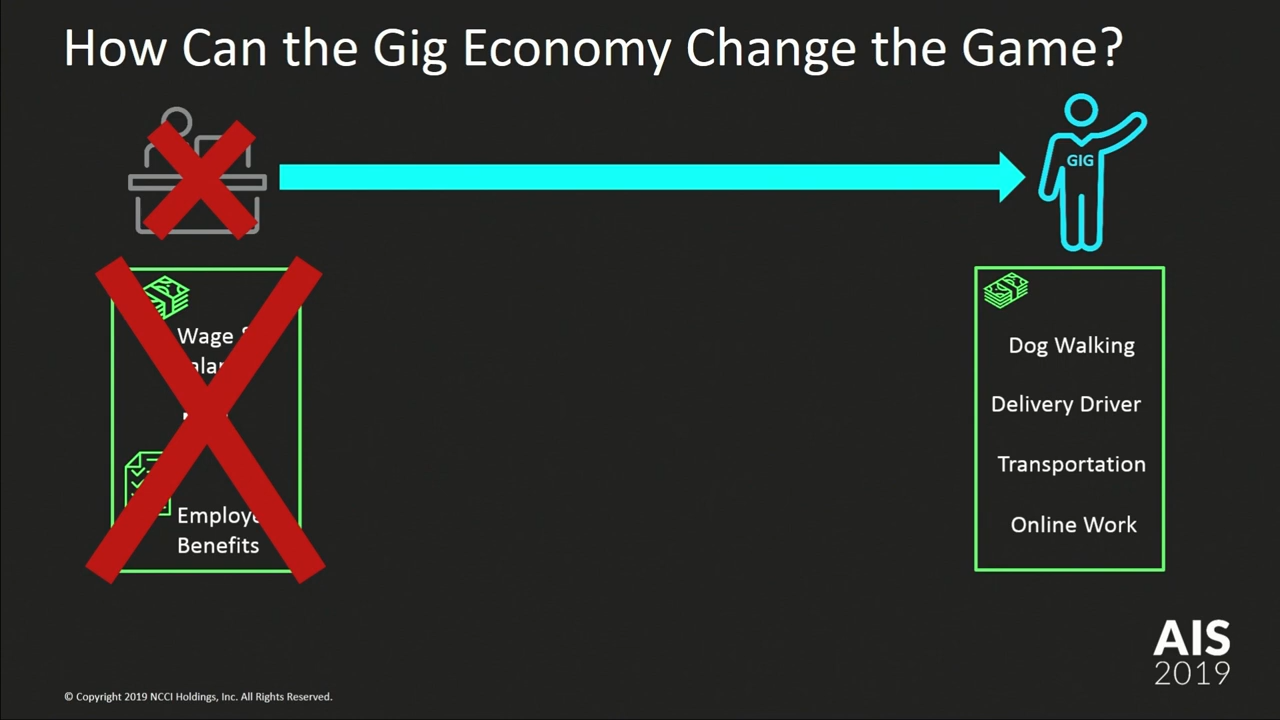 How Can the Gig Economy Change the Game?
GIG
Wage
Benefits
Dog Walking
Delivery Driver
Transportation
Online Work
AIS
2019
© Copyright 2019 NCCI Holdings, Inc. All Rights Reserved.